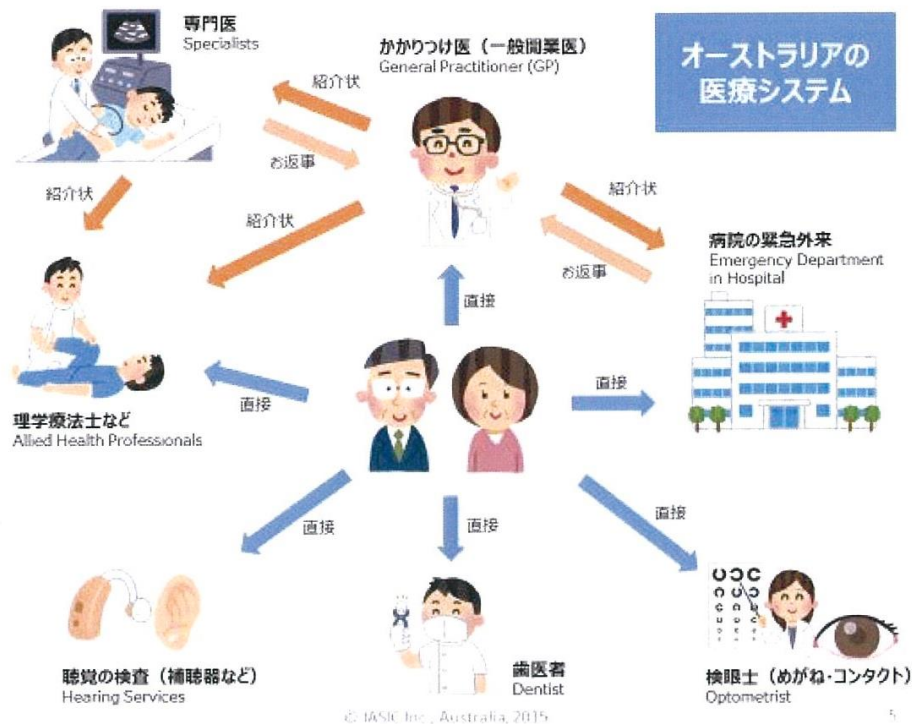 専門医
Specialists
かかりつけ医（一般開業医）
General Practitioner (GP)
オーストラリアの
医療システム
紹介状
お返事
紹介状
紹介状
紹介状
お返事
病院の緊急外来
Emergency Department
in Hospital
直接
直接
直接
理学療法士など
Allied Health Professionals
直接
直接
直接
聴覚の検査（補聴器など）
Hearing Services
歯医者
Dentist
検眼士（めがね・コンタクト）
Optometrist
© JASIC Inc., Australia, 2015
5